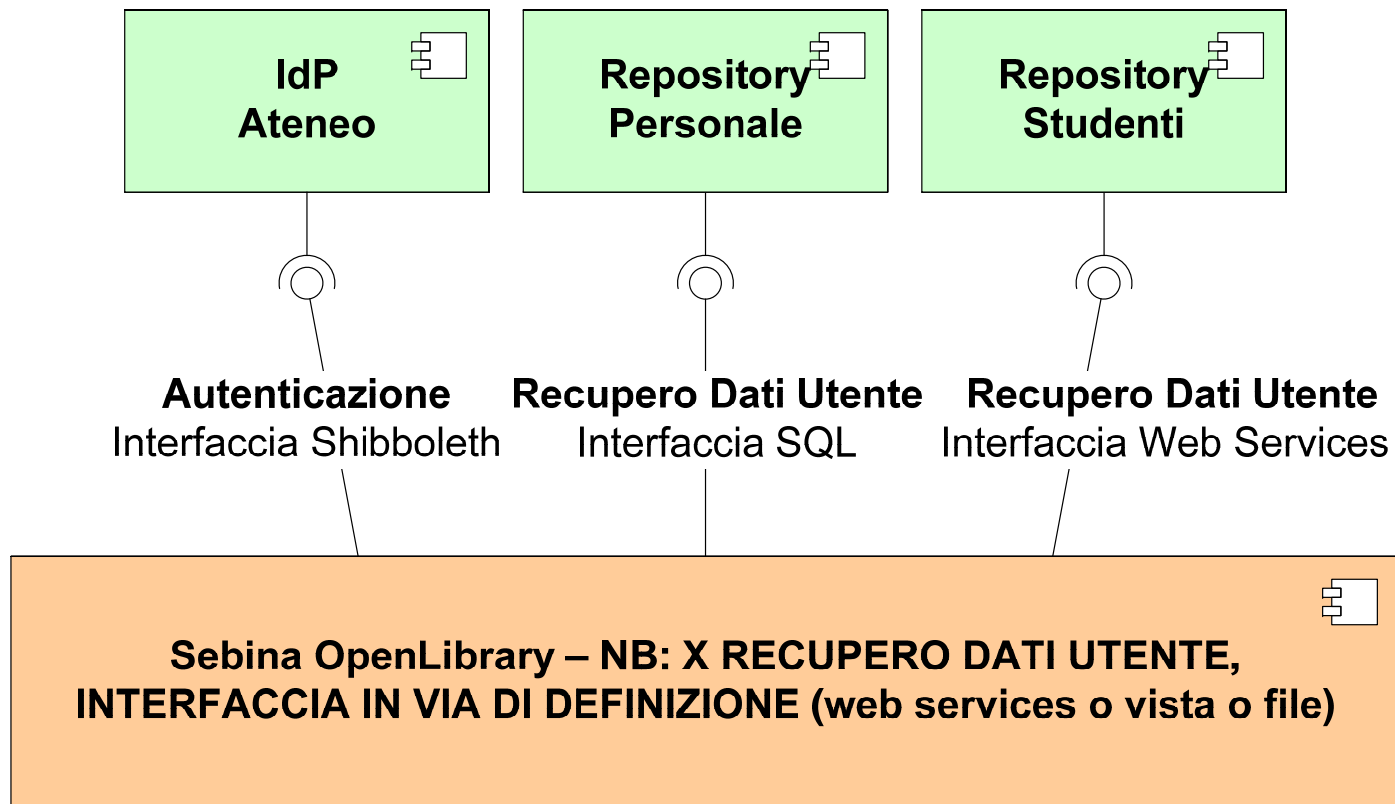 IdP
Ateneo
Repository
Personale
Repository
Studenti
Autenticazione
Interfaccia Shibboleth
Recupero Dati Utente
Interfaccia SQL
Recupero Dati Utente
Interfaccia Web Services
Sebina OpenLibrary – NB: X RECUPERO DATI UTENTE,
INTERFACCIA IN VIA DI DEFINIZIONE (web services o vista o file)